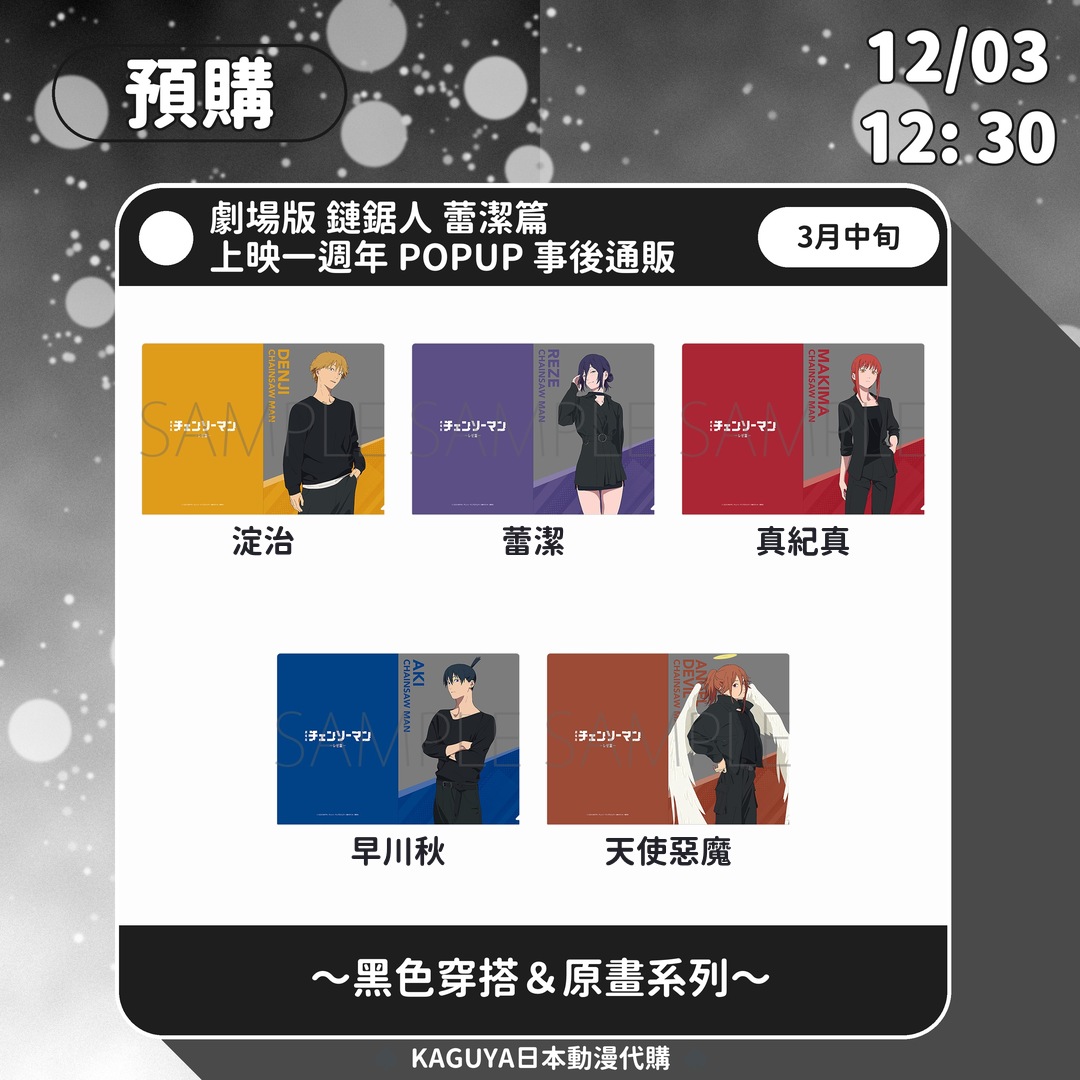 預購
12/03
12: 30
劇場版 鏈鋸人 蕾潔篇
上映一週年 POPUP 事後通販
3月中旬
DENJI
CHAINSAW MAN
チェンソーマン
SAMPLE
淀治
REZE
CHAINSAW MAN
チェンソーマン
SAMPLE
蕾潔
MAKIMA
CHAINSAW MAN
チェンソーマン
SAMPLE
真紀真
AKI
CHAINSAW MAN
チェンソーマン
SAMPLE
早川秋
ANGEL
DEVIL
CHAINSAW MAN
チェンソーマン
SAMPLE
天使惡魔
～黑色穿搭＆原畫系列～
KAGUYA日本動漫代購